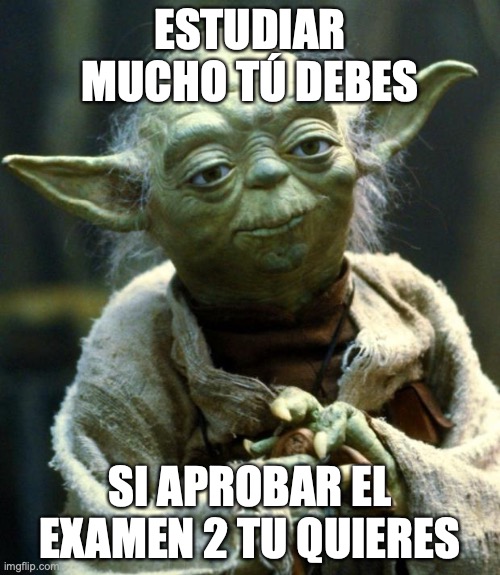 ESTUDIAR
MUCHO TÚ DEBES
SI APROBAR EL
EXAMEN 2 TU QUIERES
imgflip.com